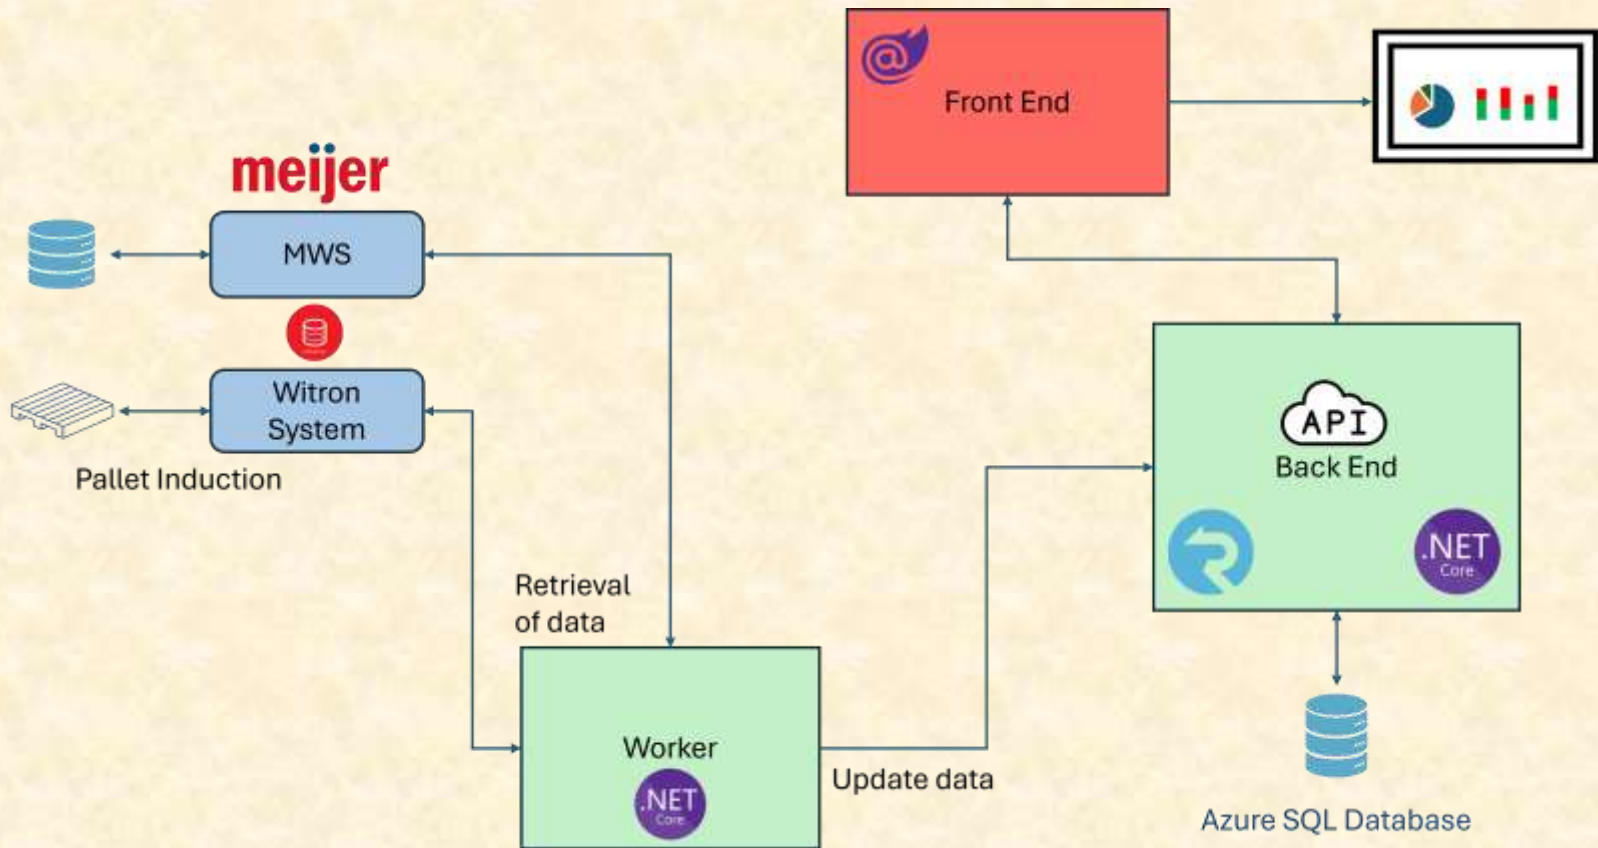 Front End
meijer
MWS
Witron
System
Pallet Induction
API
Back End
.NET
Core
Retrieval
of data
Worker
.NET
Core
Update data
Azure SQL Database